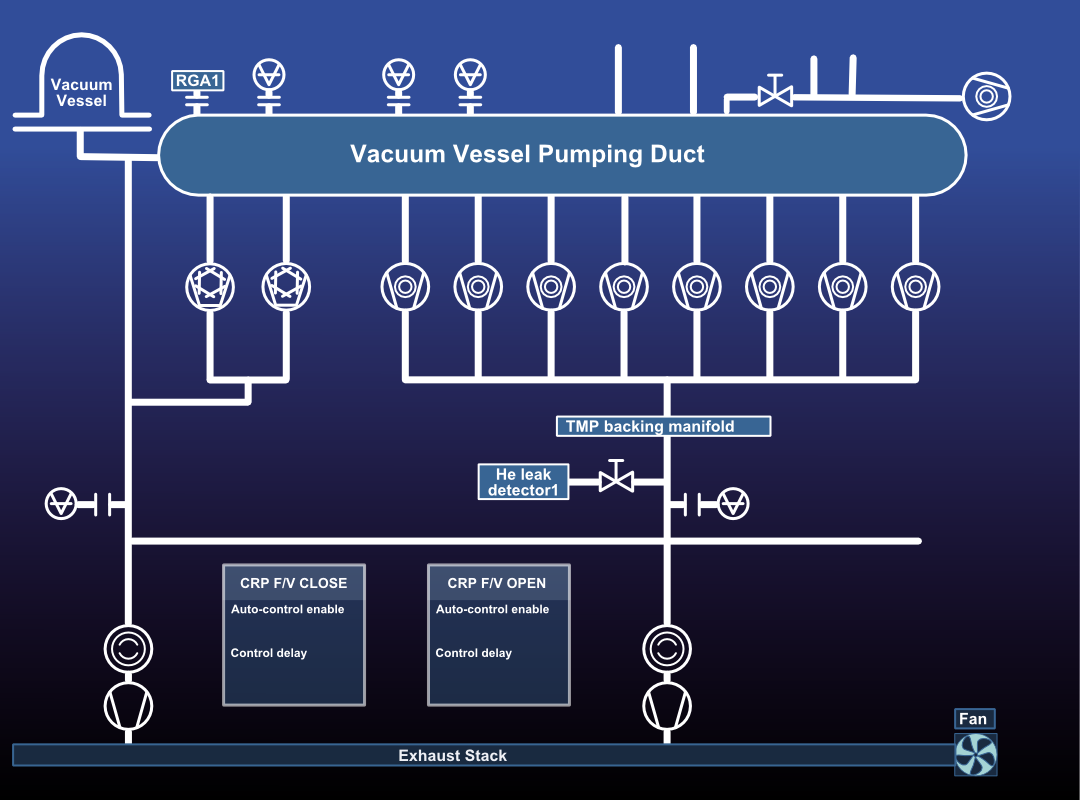 Vacuum
Vessel
RGA1
Vacuum Vessel Pumping Duct
TMP backing manifold
He leak
detector1
CRP F/V CLOSE
Auto-control enable
Control delay
CRP F/V OPEN
Auto-control enable
Control delay
Fan
Exhaust Stack